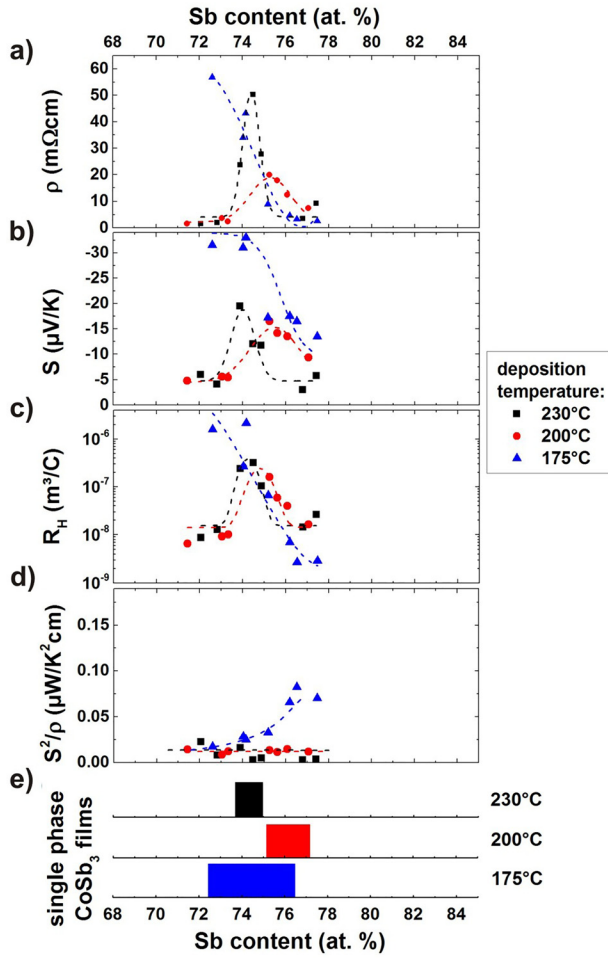 Sb content (at. %)
68 70 72 74 76 78 80 82 84
a)
60
50
40
30
20
10
0
ρ (mΩcm)
b)
-30
-25
-20
-15
-10
-5
0
S (μV/K)
deposition
temperature:
230°C
200°C
175°C
c)
10⁻⁶
10⁻⁷
10⁻⁸
10⁻⁹
R_H (m³/C)
d)
0.15
0.10
0.05
0.00
S²/ρ (μW/K²cm)
e)
single phase
CoSb₃ films
230°C
200°C
175°C
68 70 72 74 76 78 80 82 84
Sb content (at. %)